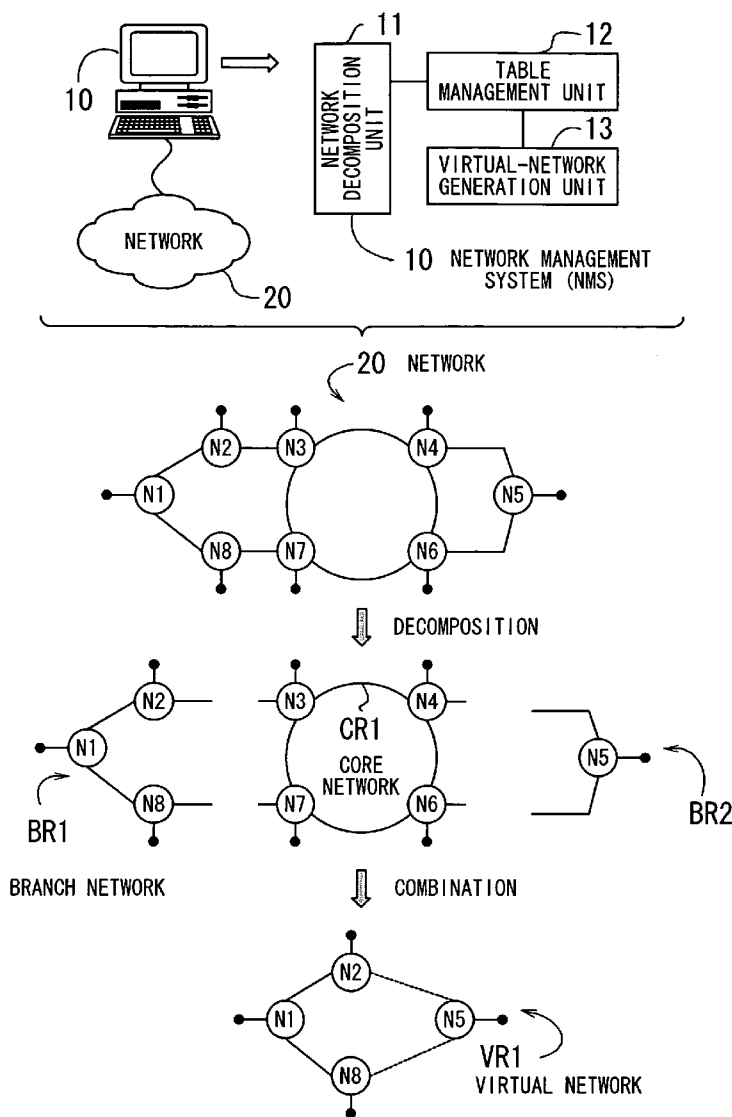 11
12
10
NETWORK
DECOMPOSITION
UNIT
TABLE
MANAGEMENT UNIT
13
VIRTUAL-NETWORK
GENERATION UNIT
NETWORK
20
10 NETWORK MANAGEMENT
SYSTEM (NMS)
20 NETWORK
N2 N3 N4
N1 N5
N8 N7 N6
DECOMPOSITION
N2 N3 N4
CR1
N1 CORE N5
NETWORK
N8 N7 N6
BR1 BR2
BRANCH NETWORK
COMBINATION
N2
N1 N5
N8
VR1
VIRTUAL NETWORK